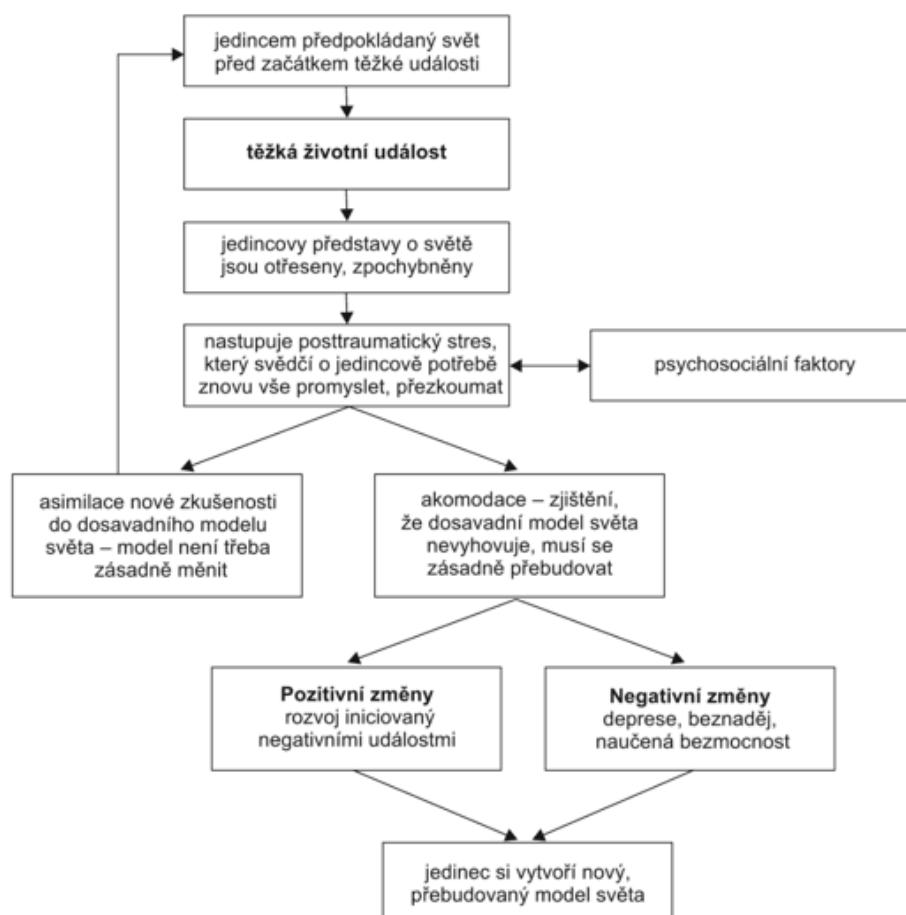 jedincem předpokládaný svět
před začátkem těžké události
těžká životní událost
jedincovy představy o světě
jsou otřeseny, zpochybněny
nastupuje posttraumatický stres,
který svědčí o jedincově potřebě
znovu vše promyslet, přezkoumat
psychosociální faktory
asimilace nové zkušenosti
do dosavadního modelu
světa – model není třeba
zásadně měnit
akomodace – zjištění,
že dosavadní model světa
nevyhovuje, musí se
zásadně přebudovat
Pozitivní změny
rozvoj iniciovaný
negativními událostmi
Negativní změny
deprese, beznaděj,
naučená bezmocnost
jedinec si vytvoří nový,
přebudovaný model světa